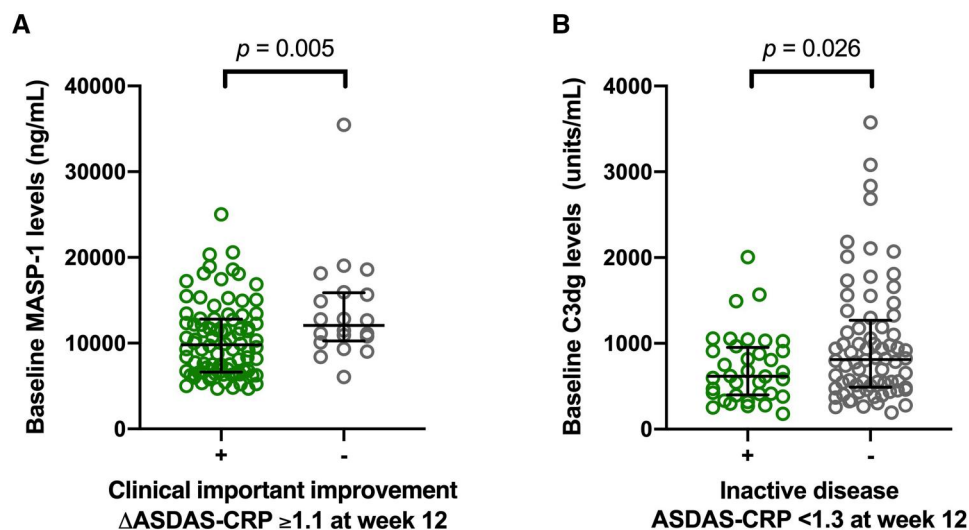 A
p = 0.005
Baseline MASP-1 levels (ng/mL)
40000
30000
20000
10000
0
+
-
Clinical important improvement
ΔASDAS-CRP ≥1.1 at week 12
B
p = 0.026
Baseline C3dg levels (units/mL)
4000
3000
2000
1000
0
+
-
Inactive disease
ASDAS-CRP <1.3 at week 12